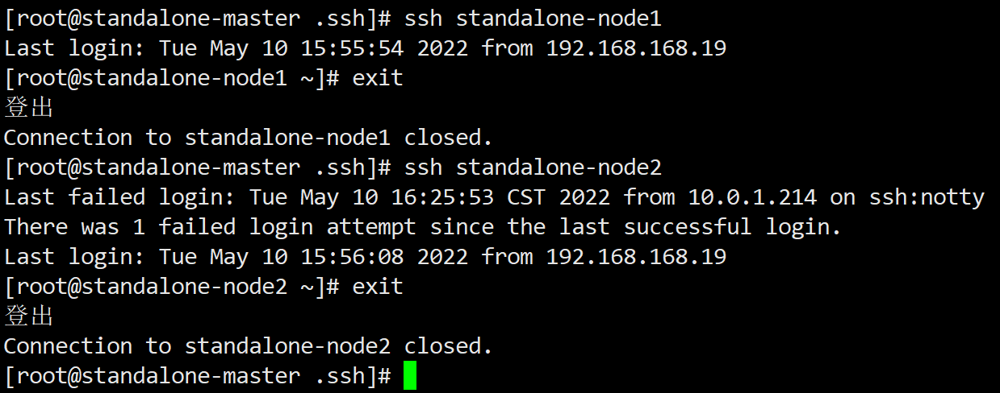 [root@standalone-master .ssh]# ssh standalone-node1
Last login: Tue May 10 15:55:54 2022 from 192.168.168.19
[root@standalone-node1 ~]# exit
登出
Connection to standalone-node1 closed.
[root@standalone-master .ssh]# ssh standalone-node2
Last failed login: Tue May 10 16:25:53 CST 2022 from 10.0.1.214 on ssh:notty
There was 1 failed login attempt since the last successful login.
Last login: Tue May 10 15:56:08 2022 from 192.168.168.19
[root@standalone-node2 ~]# exit
登出
Connection to standalone-node2 closed.
[root@standalone-master .ssh]#